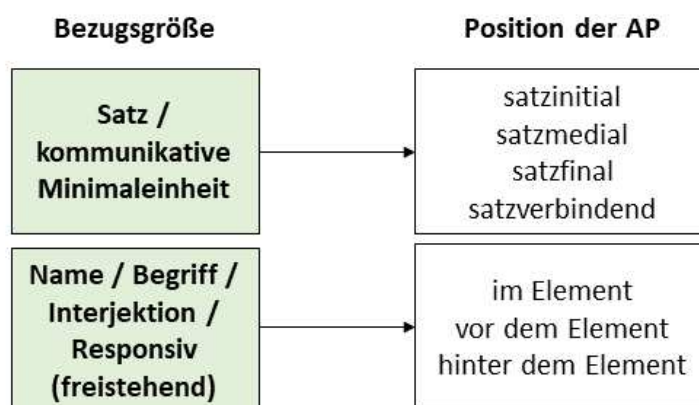 Bezugsgröße
Position der AP
Satz /
kommunikative
Minimaleinheit
satzinitial
satzmedial
satzfinal
satzverbindend
Name / Begriff /
Interjektion /
Responsiv
(freistehend)
im Element
vor dem Element
hinter dem Element